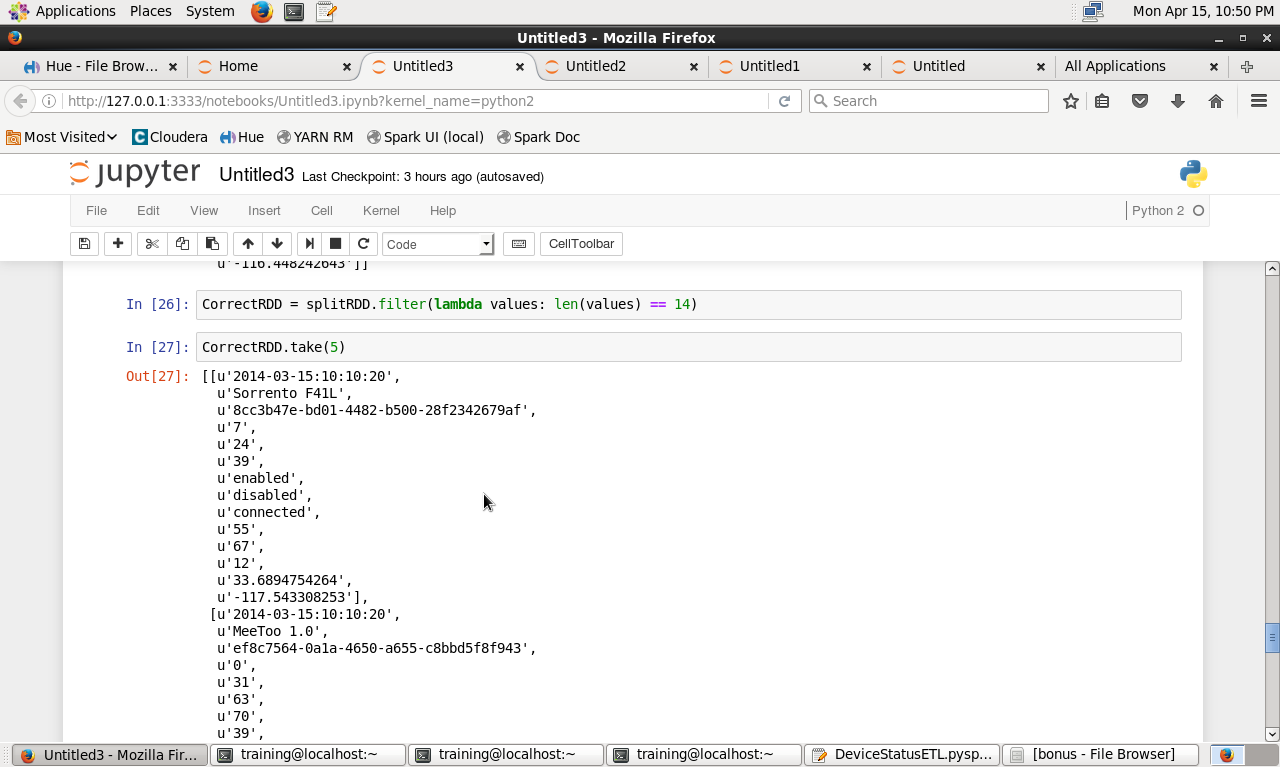 Applications Places System Mon Apr 15, 10:50 PM
Untitled3 - Mozilla Firefox
Hue - File Brow... Home Untitled3 Untitled2 Untitled1 Untitled All Applications
http://127.0.0.1:3333/notebooks/Untitled3.ipynb?kernel_name=python2 Search
Most Visited Cloudera Hue YARN RM Spark UI (local) Spark Doc
jupyter Untitled3 Last Checkpoint: 3 hours ago (autosaved)
File Edit View Insert Cell Kernel Help Python 2
Code CellToolbar
u'-116.448242643']]
In [26]: CorrectRDD = splitRDD.filter(lambda values: len(values) == 14)
In [27]: CorrectRDD.take(5)
Out[27]: [[u'2014-03-15:10:10:20',
u'Sorrento F41L',
u'8cc3b47e-bd01-4482-b500-28f2342679af',
u'7',
u'24',
u'39',
u'enabled',
u'disabled',
u'connected',
u'55',
u'67',
u'12',
u'33.6894754264',
u'-117.543308253'],
[u'2014-03-15:10:10:20',
u'MeeToo 1.0',
u'ef8c7564-0a1a-4650-a655-c8bbd5f8f943',
u'0',
u'31',
u'63',
u'70',
u'39',
Untitled3 - Mozilla Fir... training@localhost:~ training@localhost:~ training@localhost:~ DeviceStatusETL.pysp... [bonus - File Browser]